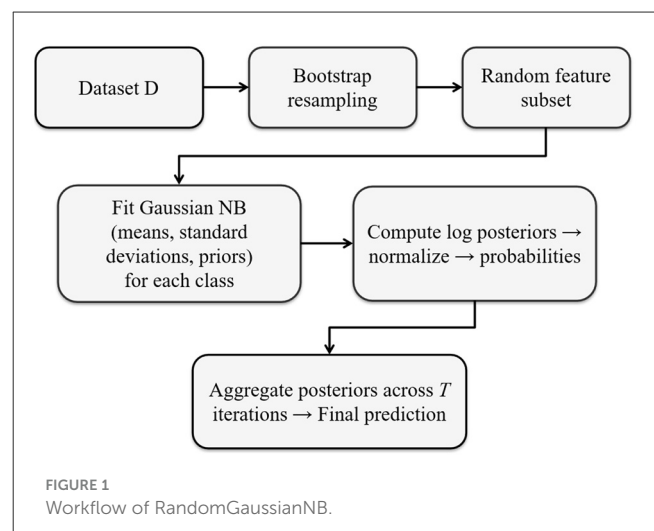 Dataset D
Bootstrap
resampling
Random feature
subset
Fit Gaussian NB
(means, standard
deviations, priors)
for each class
Compute log posteriors →
normalize → probabilities
Aggregate posteriors across T
iterations → Final prediction
FIGURE 1
Workflow of RandomGaussianNB.